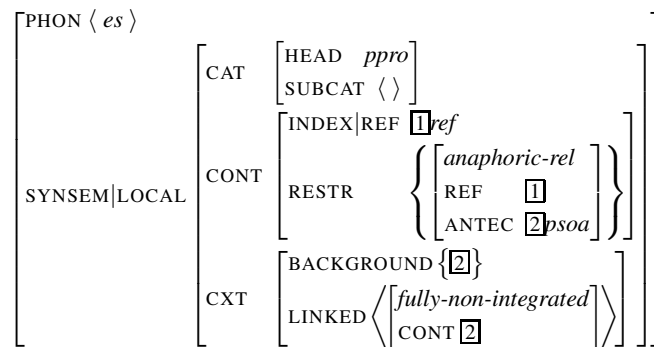 PHON ⟨ es ⟩
CAT [HEAD ppro
SUBCAT ⟨ ⟩]
SYNSEM|LOCAL
CONT [INDEX|REF [1]ref
RESTR {[anaphoric-rel
REF [1]
ANTEC [2]psoa]}]
CXT [BACKGROUND {[2]}
LINKED ⟨[fully-non-integrated
CONT [2]]⟩]